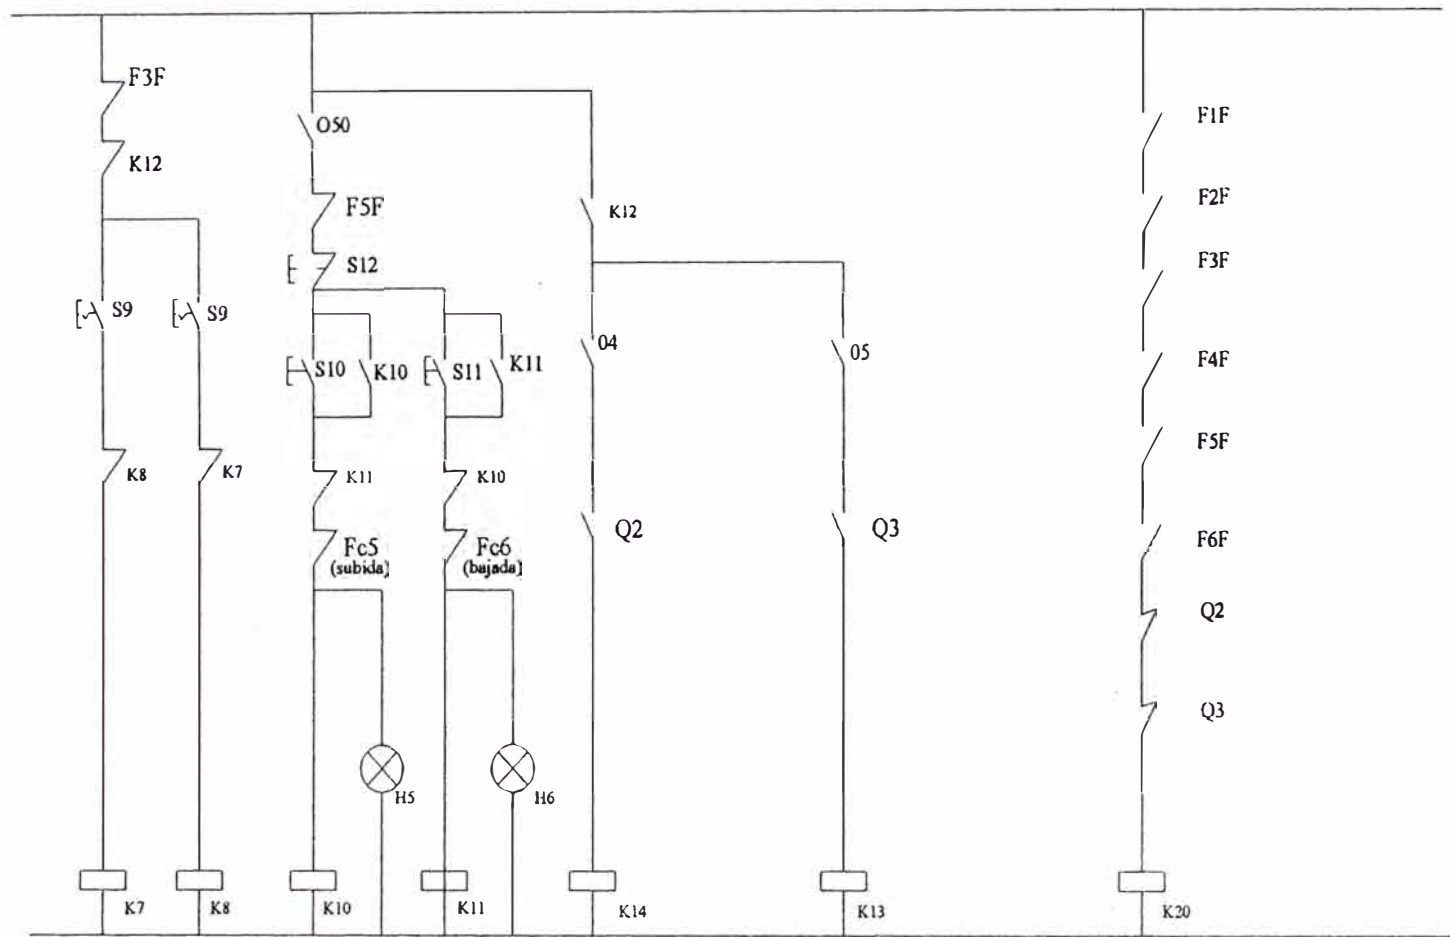 F3F
K12
S9
S9
K8
K7
K7
K8
O50
F5F
S12
S10
K10
S11
K11
K11
K10
Fc5
(subida)
Fc6
(bajada)
H5
H6
K10
K11
K12
04
05
Q2
Q3
K14
K13
F1F
F2F
F3F
F4F
F5F
F6F
Q2
Q3
K20